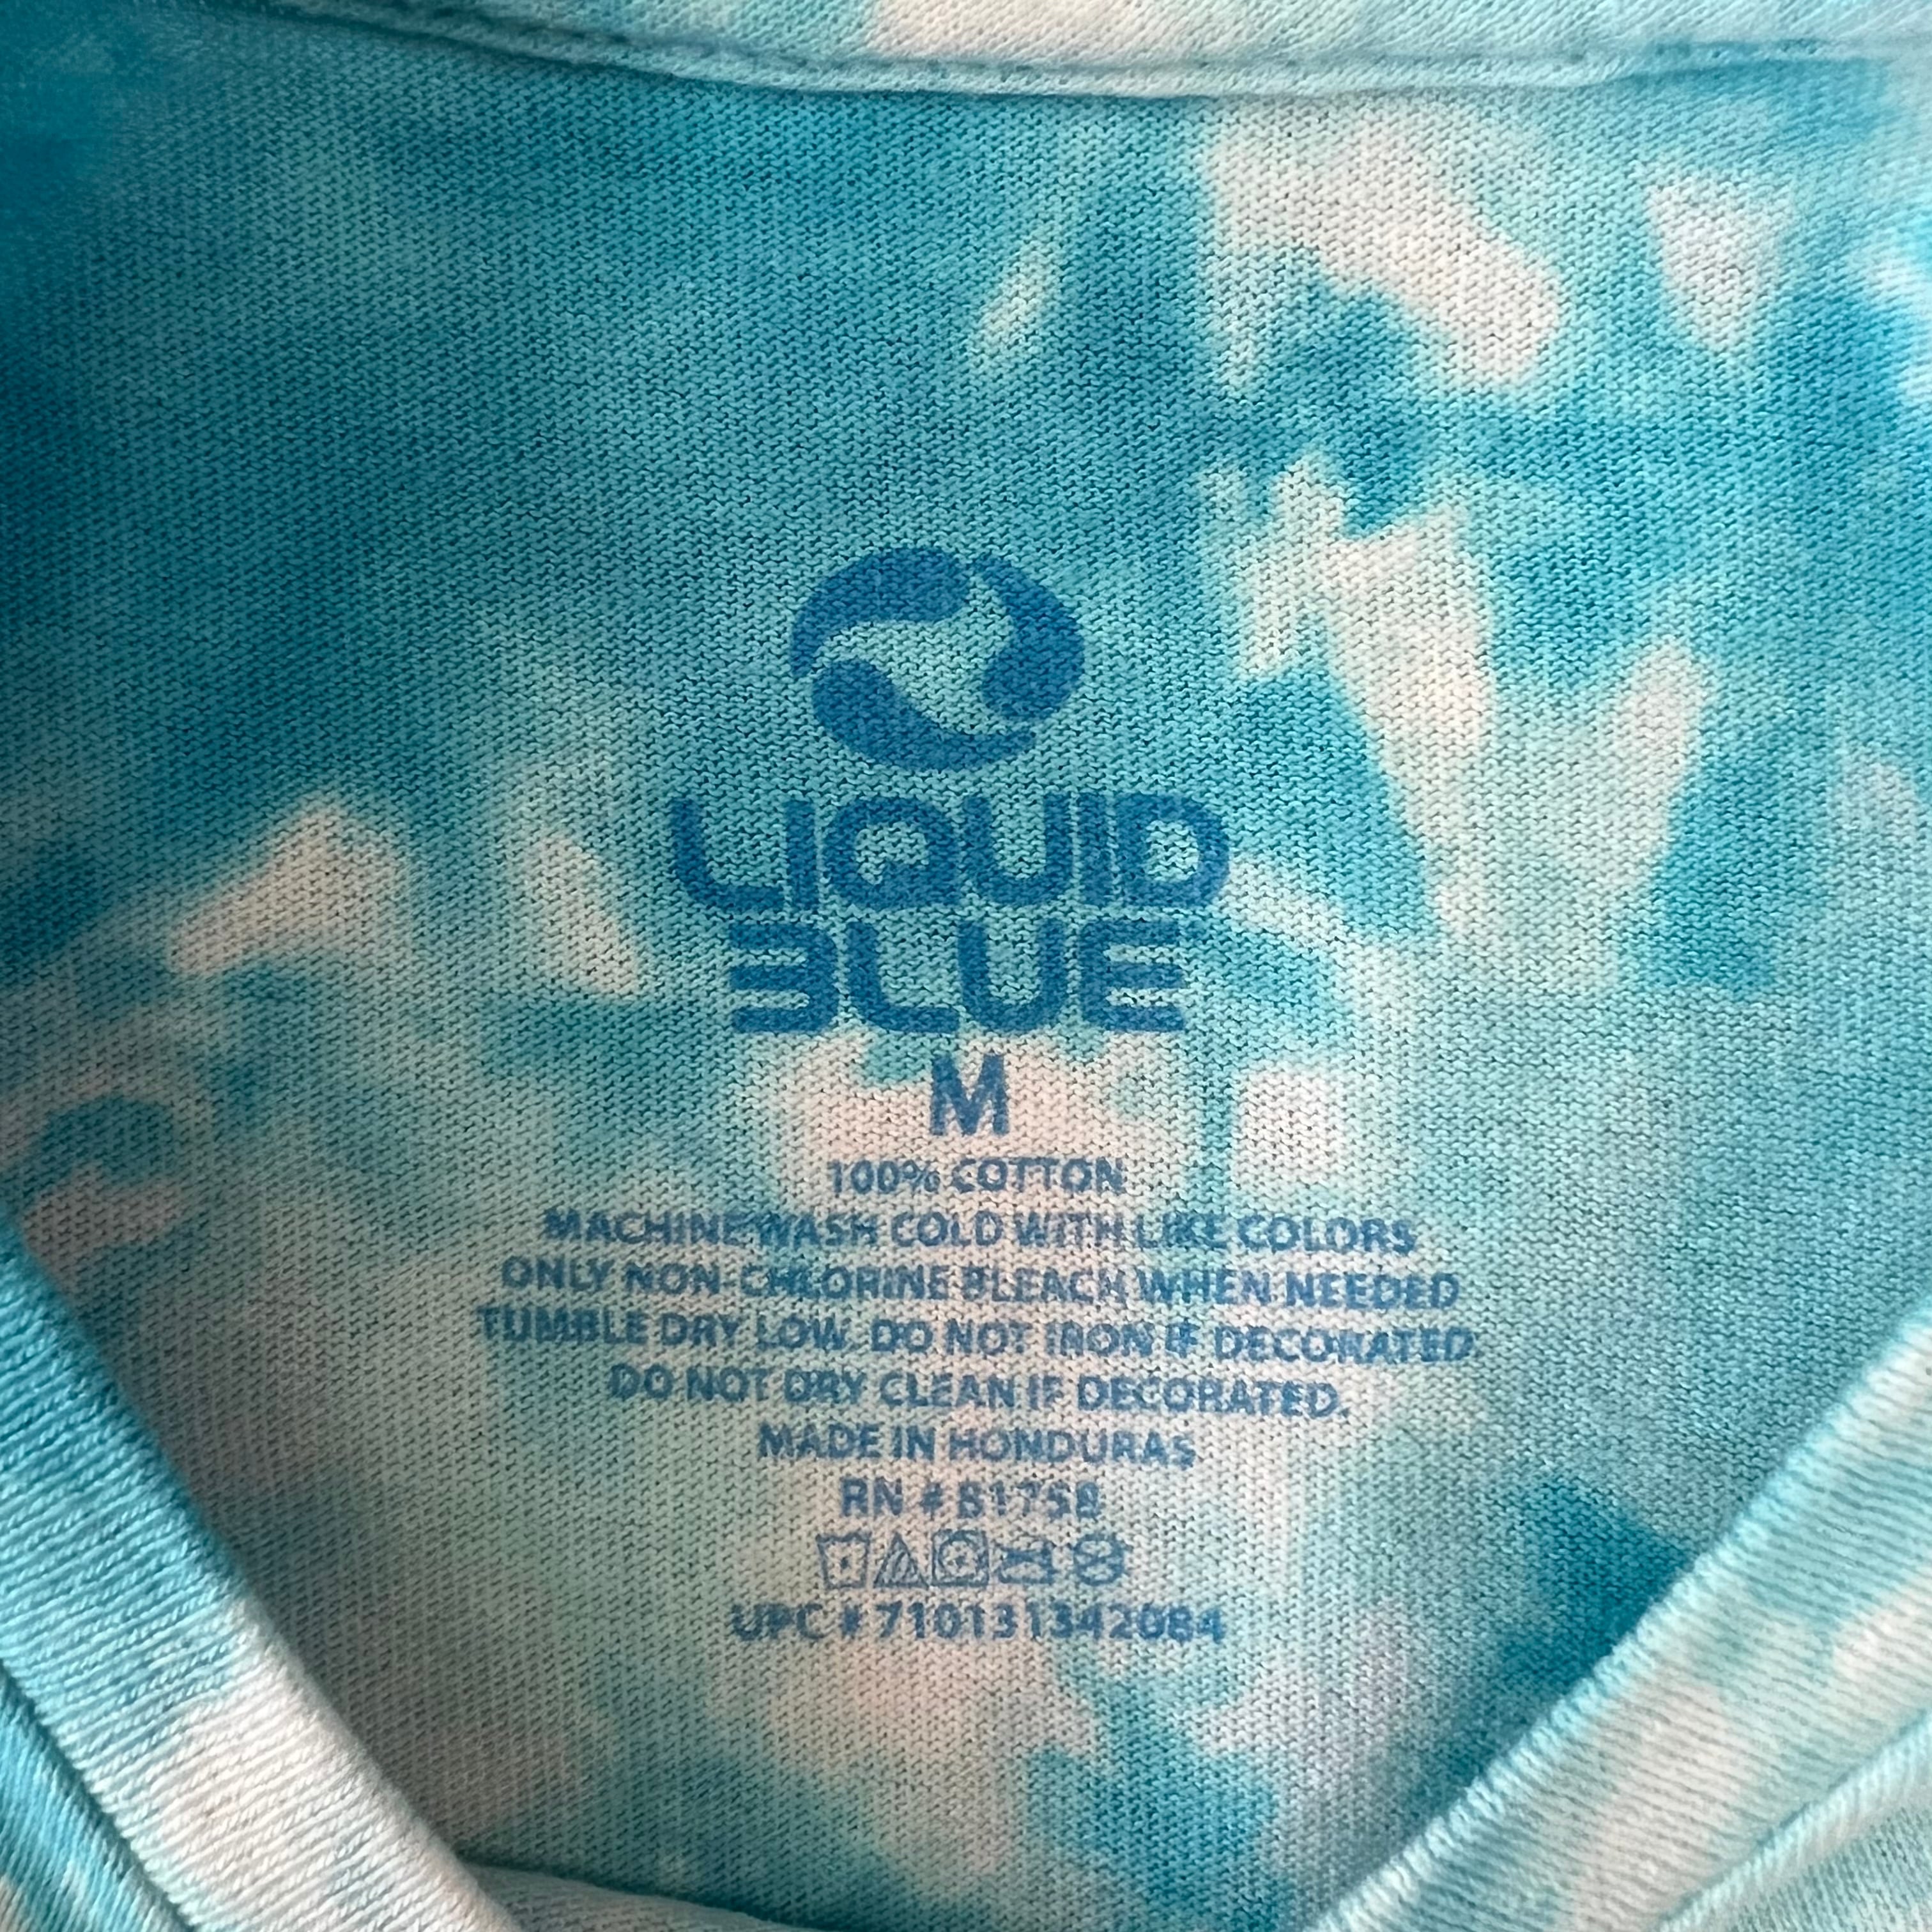 LIQUID
BLUE
M
100% COTTON
MACHINE WASH COLD WITH LIKE COLORS
ONLY NON-CHLORINE BLEACH WHEN NEEDED
TUMBLE DRY LOW. DO NOT IRON IF DECORATED
DO NOT DRY CLEAN IF DECORATED.
MADE IN HONDURAS
RN # 81758
UPC # 710131342084